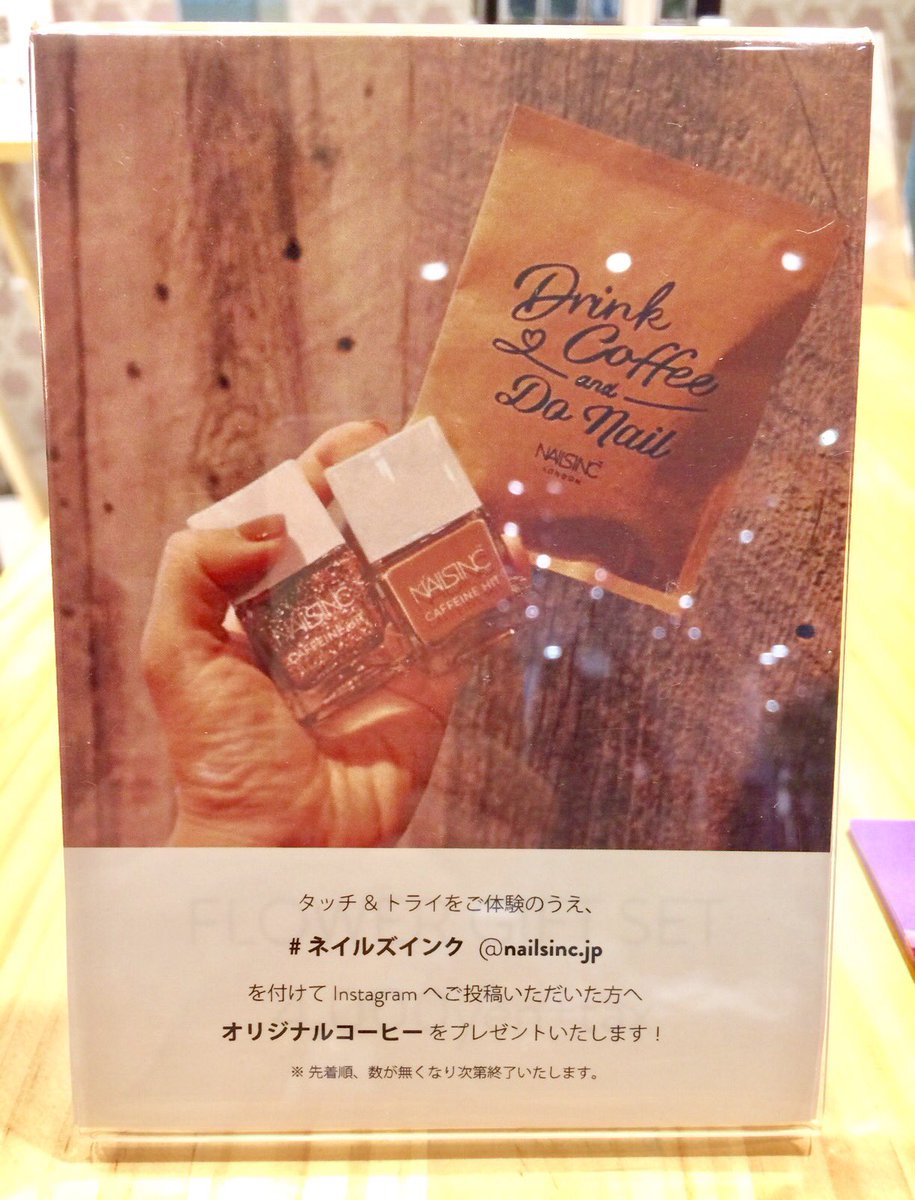 Drink
Coffee
and
Do Nail
NAILSINC
LONDON
NAILSINC
CAFFEINE HIT
NAILSINC
CAFFEINE HIT
タッチ & トライをご体験のうえ、
# ネイルズインク @nailsinc.jp
を付けて Instagram へご投稿いただいた方へ
オリジナルコーヒー をプレゼントいたします！
※ 先着順、数が無くなり次第終了いたします。